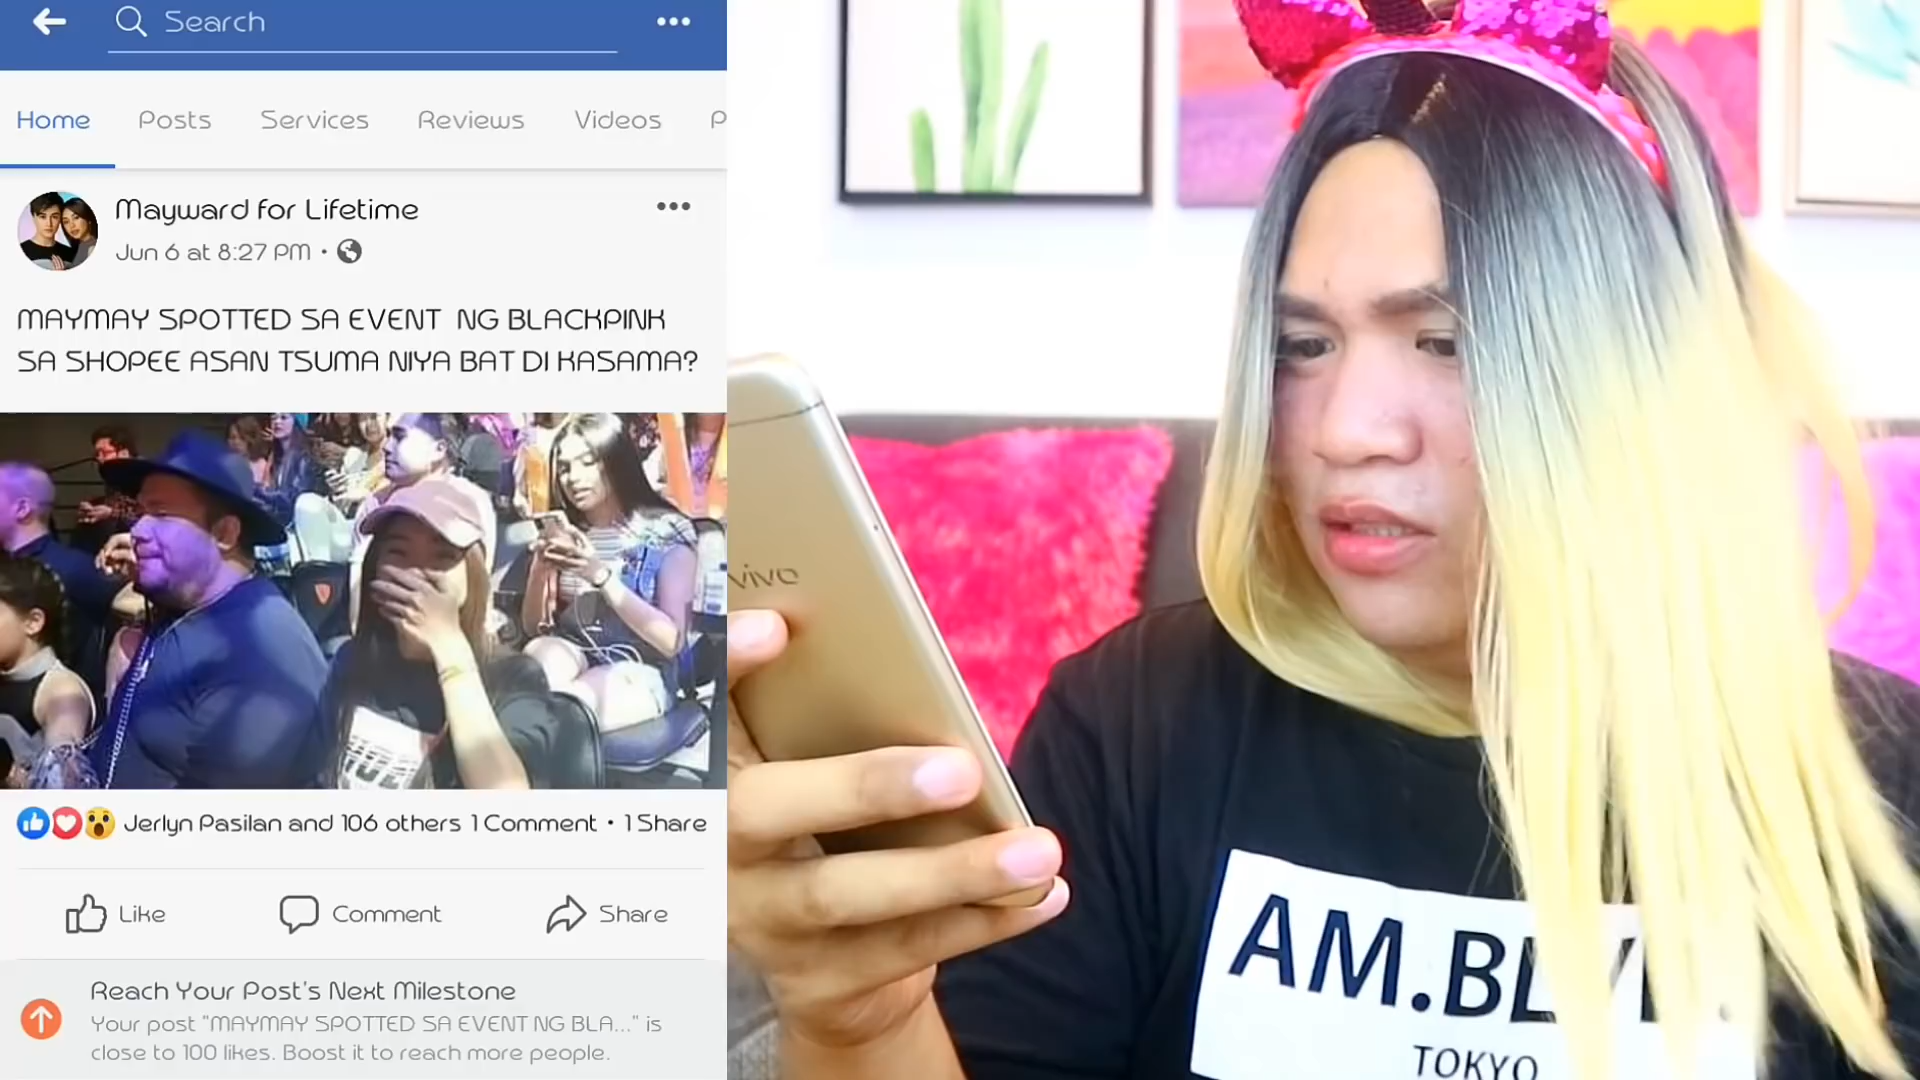 Search
Home Posts Services Reviews Videos P
Mayward for Lifetime
Jun 6 at 8:27 PM
MAYMAY SPOTTED SA EVENT NG BLACKPINK
SA SHOPEE ASAN TSUMA NIYA BAT DI KASAMA?
Jerlyn Pasilan and 106 others 1 Comment • 1 Share
Like Comment Share
Reach Your Post's Next Milestone
Your post "MAYMAY SPOTTED SA EVENT NG BLA..." is
close to 100 likes. Boost it to reach more people.
vivo
TOKYO